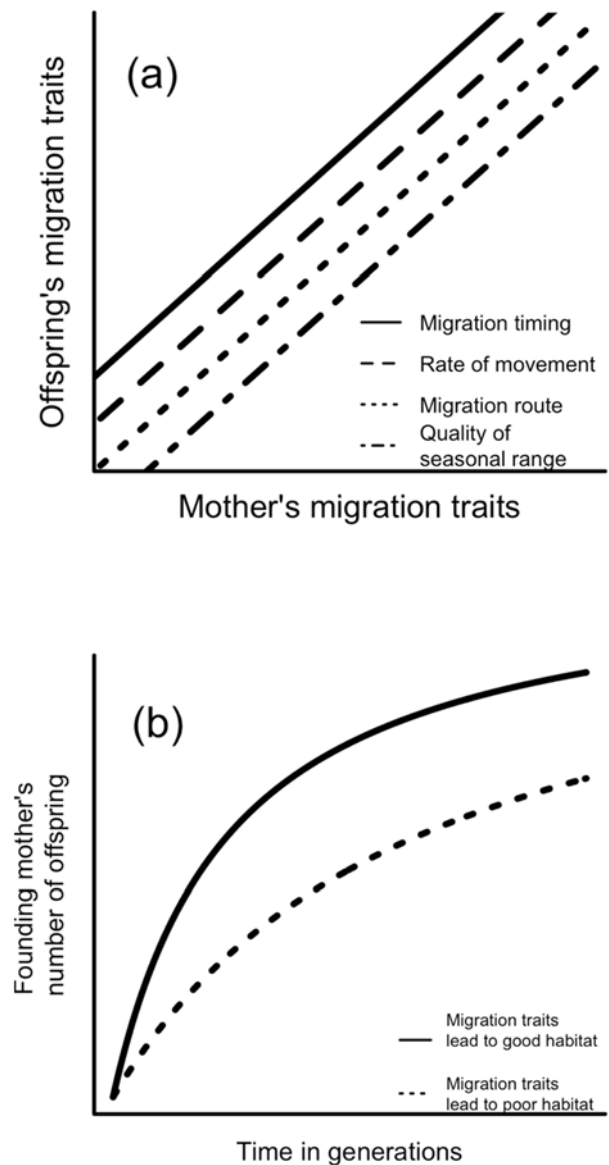 (a)
Offspring's migration traits
Migration timing
Rate of movement
Migration route
Quality of
seasonal range
Mother's migration traits
(b)
Founding mother's
number of offspring
Migration traits
lead to good habitat
Migration traits
lead to poor habitat
Time in generations